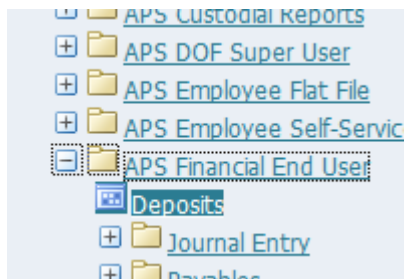 APS Custodial Reports
APS DOF Super User
APS Employee Flat File
APS Employee Self-Servic
APS Financial End User
Deposits
Journal Entry
Payables